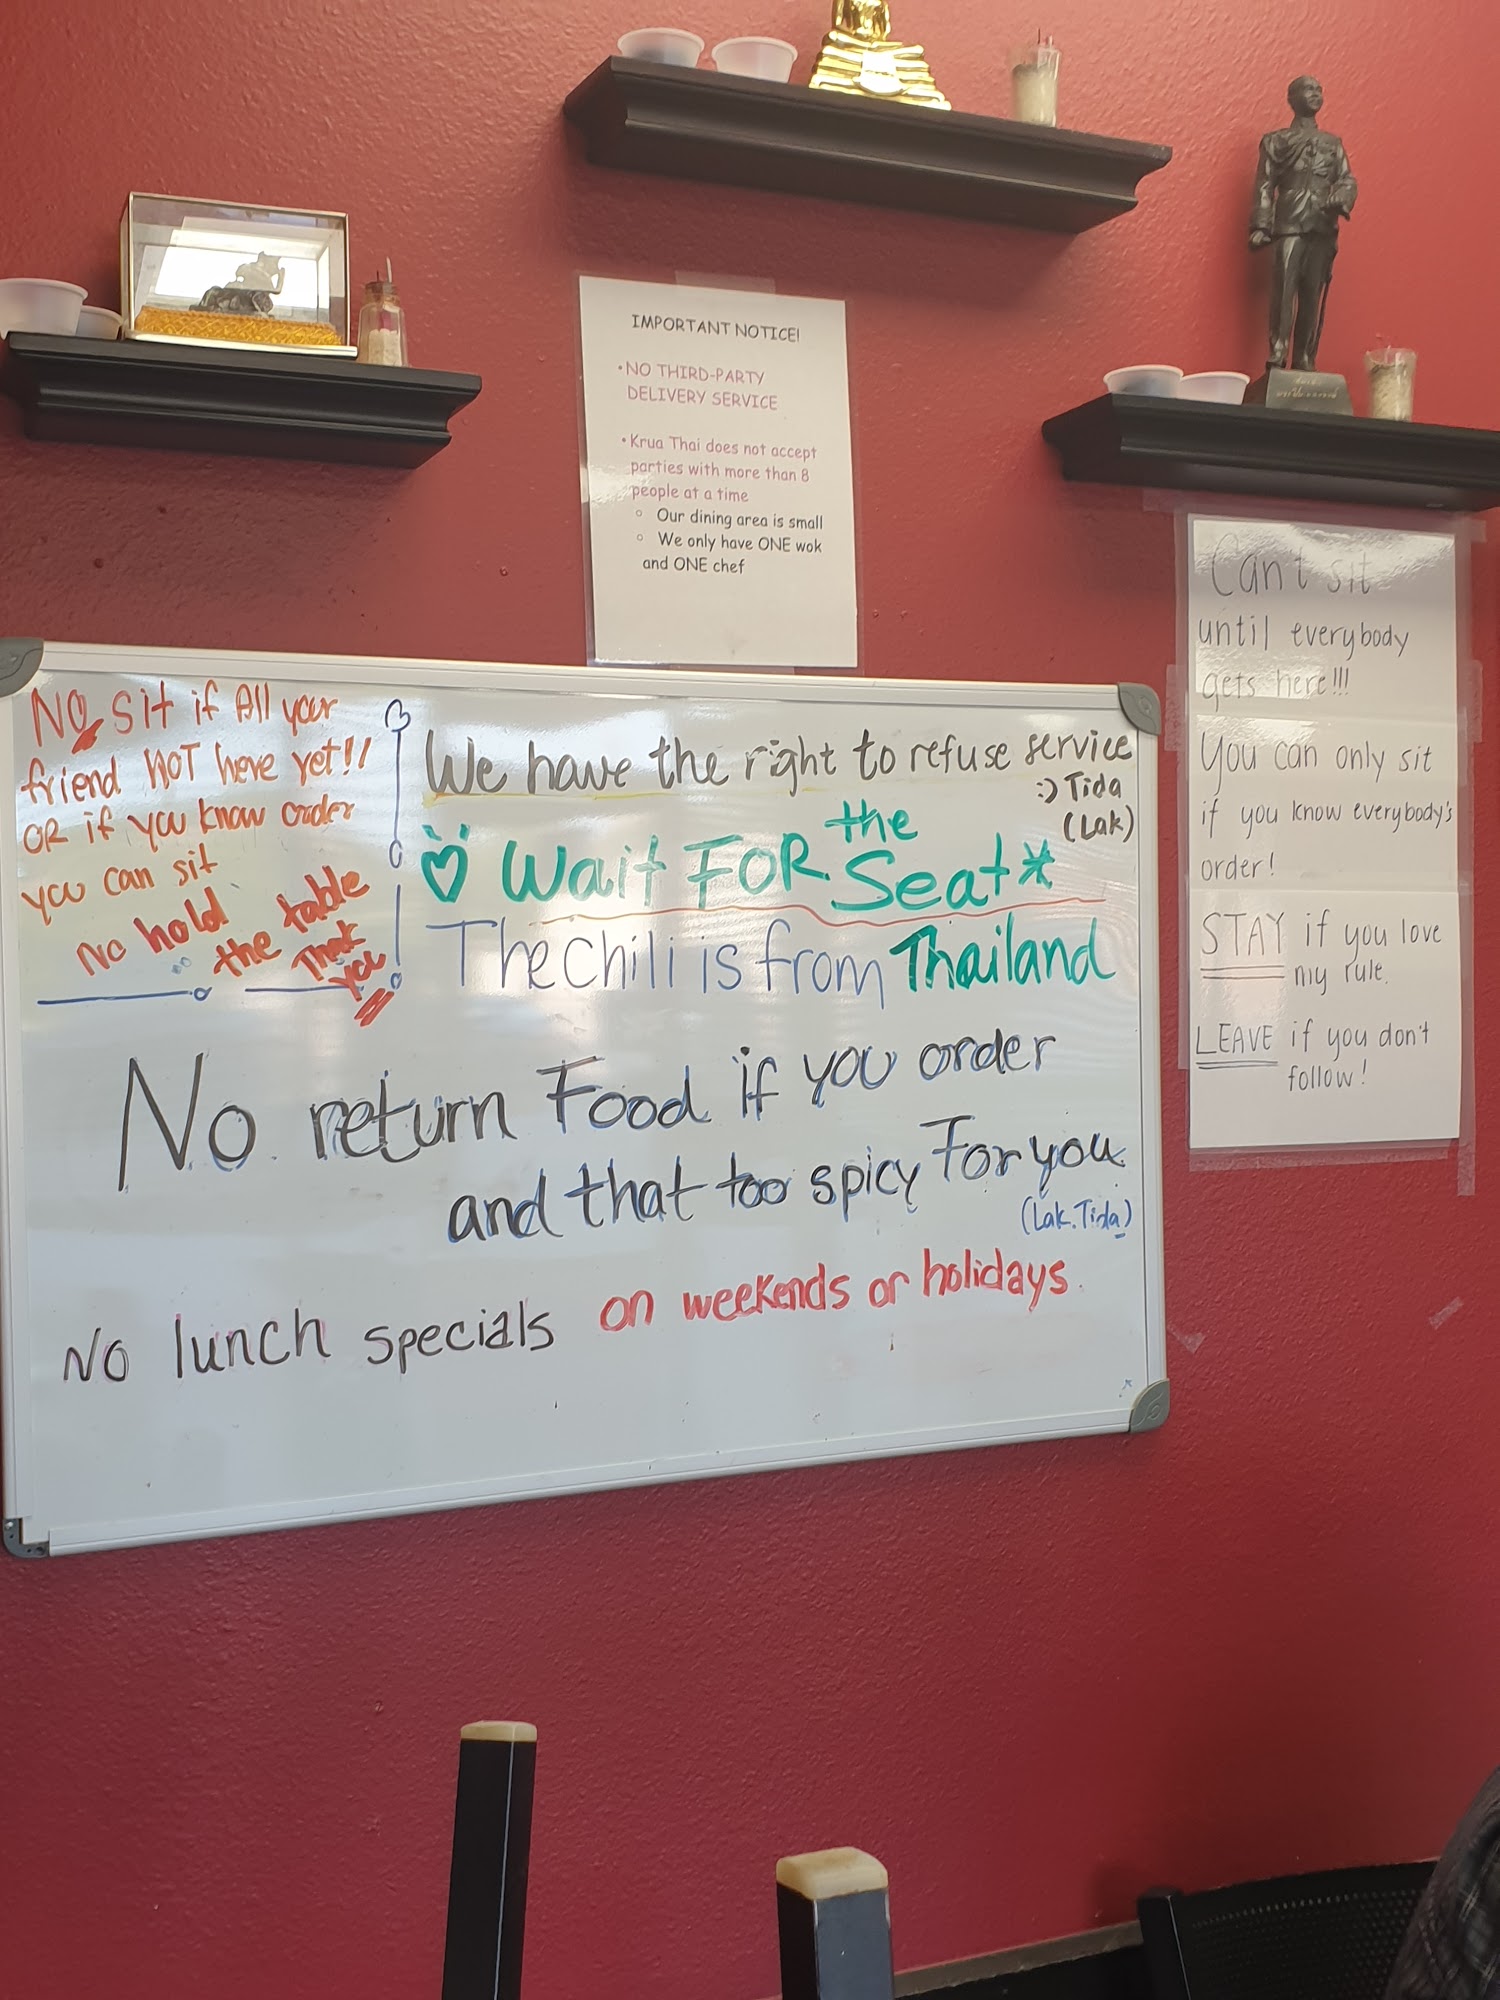 IMPORTANT NOTICE!
• NO THIRD-PARTY
DELIVERY SERVICE
• Krua Thai does not accept
parties with more than 8
people at a time
○ Our dining area is small
○ We only have ONE wok
and ONE chef
NO sit if All your
friend NOT here yet!!
OR if you know order
you can sit
No hold
the table
Thank
you
We have the right to refuse service
:) Tida
(Lak)
Wait FOR the
Seat*
The chili is from Thailand
No return Food if you order
and that too spicy For you
(Lak.Tida)
No lunch specials on weekends or holidays.
Can't sit
until everybody
gets here!!!
You can only sit
if you know everybody's
order!
STAY if you love
my rule.
LEAVE if you don't
follow!